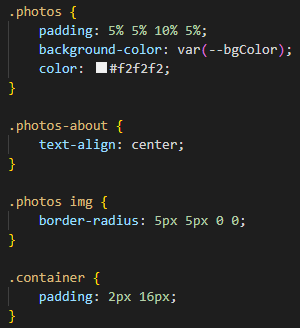 .photos {
    padding: 5% 5% 10% 5%;
    background-color: var(--bgColor);
    color: #f2f2f2;
}

.photos-about {
    text-align: center;
}

.photos img {
    border-radius: 5px 5px 0 0;
}

.container {
    padding: 2px 16px;
}